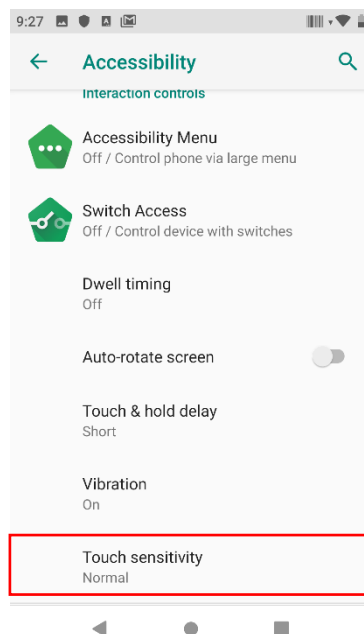 9:27
Accessibility
Interaction controls
Accessibility Menu
Off / Control phone via large menu
Switch Access
Off / Control device with switches
Dwell timing
Off
Auto-rotate screen
Touch & hold delay
Short
Vibration
On
Touch sensitivity
Normal